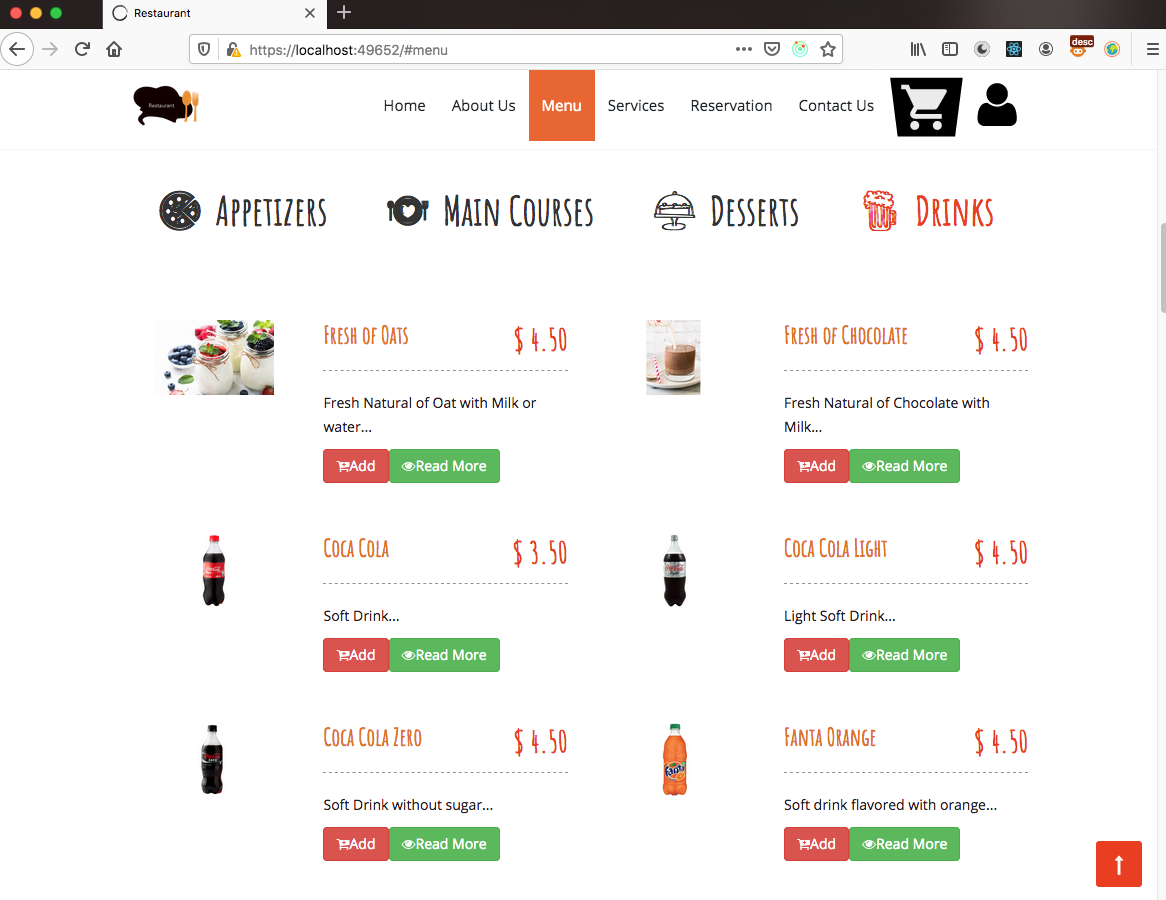 Restaurant
https://localhost:49652/#menu
desc
Restaurant
Home About Us Menu Services Reservation Contact Us
Appetizers Main Courses Desserts Drinks
Fresh of Oats $ 4.50
Fresh Natural of Oat with Milk or
water...
Add Read More
Fresh of Chocolate $ 4.50
Fresh Natural of Chocolate with
Milk...
Add Read More
Coca Cola $ 3.50
Soft Drink...
Add Read More
Coca Cola Light $ 4.50
Light Soft Drink...
Add Read More
Coca Cola Zero $ 4.50
Soft Drink without sugar...
Add Read More
Fanta Orange $ 4.50
Fanta
Soft drink flavored with orange...
Add Read More